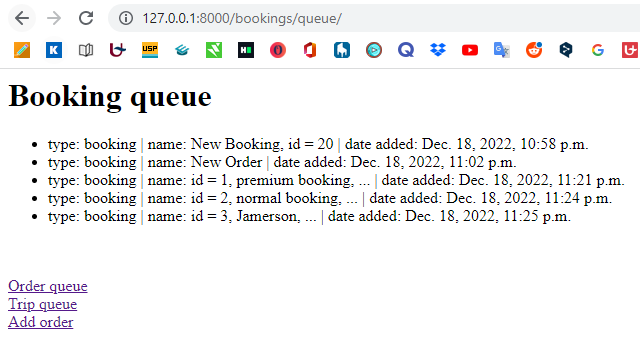 127.0.0.1:8000/bookings/queue/
Booking queue
type: booking | name: New Booking, id = 20 | date added: Dec. 18, 2022, 10:58 p.m.
type: booking | name: New Order | date added: Dec. 18, 2022, 11:02 p.m.
type: booking | name: id = 1, premium booking, ... | date added: Dec. 18, 2022, 11:21 p.m.
type: booking | name: id = 2, normal booking, ... | date added: Dec. 18, 2022, 11:24 p.m.
type: booking | name: id = 3, Jamerson, ... | date added: Dec. 18, 2022, 11:25 p.m.
Order queue
Trip queue
Add order